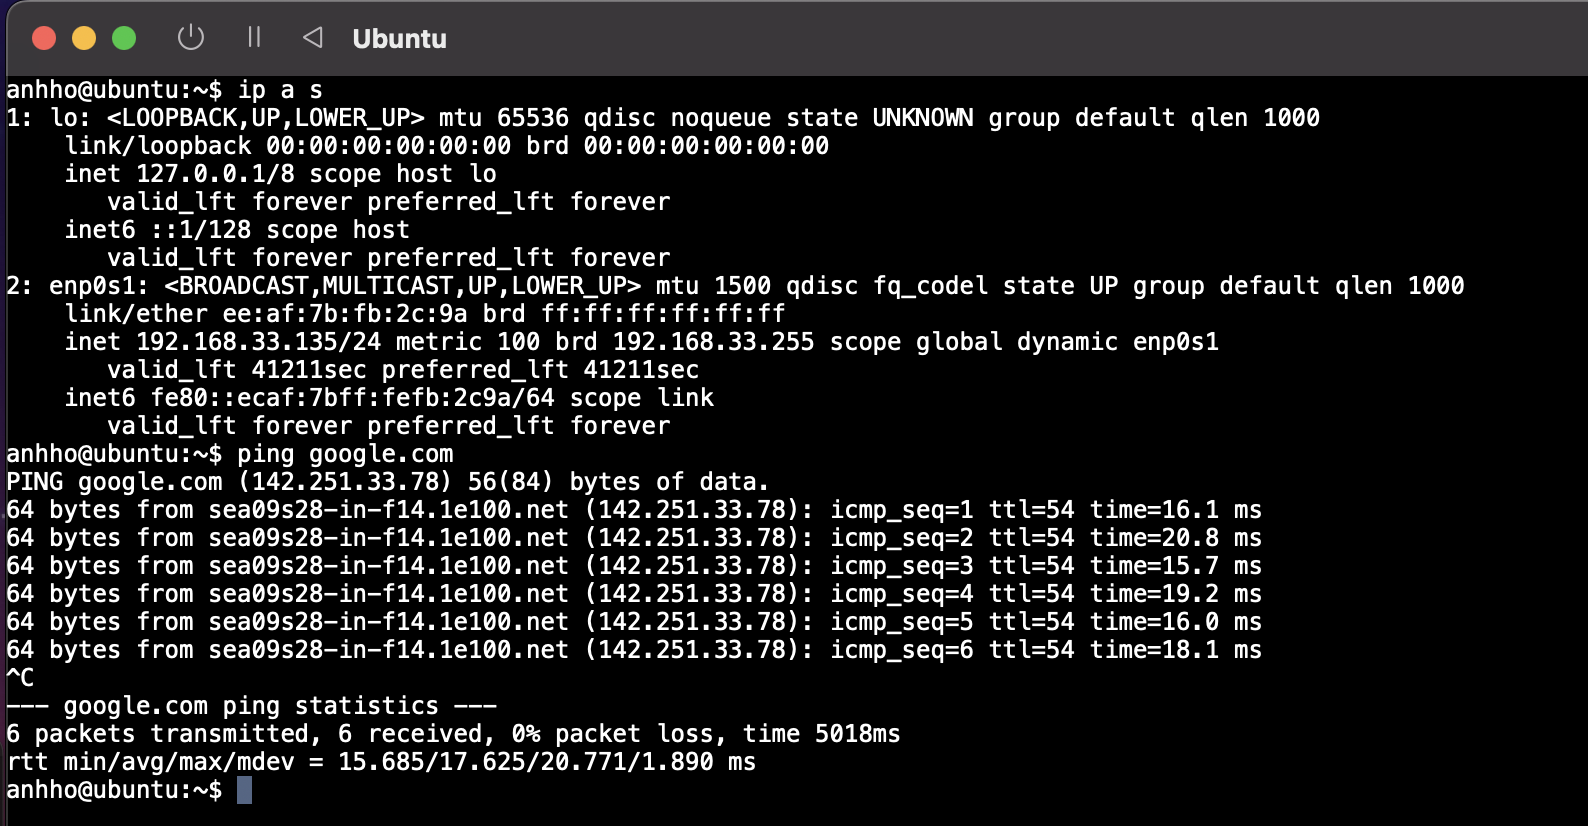 Ubuntu
anhho@ubuntu:~$ ip a s
1: lo: <LOOPBACK,UP,LOWER_UP> mtu 65536 qdisc noqueue state UNKNOWN group default qlen 1000
    link/loopback 00:00:00:00:00:00 brd 00:00:00:00:00:00
    inet 127.0.0.1/8 scope host lo
       valid_lft forever preferred_lft forever
    inet6 ::1/128 scope host
       valid_lft forever preferred_lft forever
2: enp0s1: <BROADCAST,MULTICAST,UP,LOWER_UP> mtu 1500 qdisc fq_codel state UP group default qlen 1000
    link/ether ee:af:7b:fb:2c:9a brd ff:ff:ff:ff:ff:ff
    inet 192.168.33.135/24 metric 100 brd 192.168.33.255 scope global dynamic enp0s1
       valid_lft 41211sec preferred_lft 41211sec
    inet6 fe80::ecaf:7bff:fefb:2c9a/64 scope link
       valid_lft forever preferred_lft forever
anhho@ubuntu:~$ ping google.com
PING google.com (142.251.33.78) 56(84) bytes of data.
64 bytes from sea09s28-in-f14.1e100.net (142.251.33.78): icmp_seq=1 ttl=54 time=16.1 ms
64 bytes from sea09s28-in-f14.1e100.net (142.251.33.78): icmp_seq=2 ttl=54 time=20.8 ms
64 bytes from sea09s28-in-f14.1e100.net (142.251.33.78): icmp_seq=3 ttl=54 time=15.7 ms
64 bytes from sea09s28-in-f14.1e100.net (142.251.33.78): icmp_seq=4 ttl=54 time=19.2 ms
64 bytes from sea09s28-in-f14.1e100.net (142.251.33.78): icmp_seq=5 ttl=54 time=16.0 ms
64 bytes from sea09s28-in-f14.1e100.net (142.251.33.78): icmp_seq=6 ttl=54 time=18.1 ms
^C
--- google.com ping statistics ---
6 packets transmitted, 6 received, 0% packet loss, time 5018ms
rtt min/avg/max/mdev = 15.685/17.625/20.771/1.890 ms
anhho@ubuntu:~$